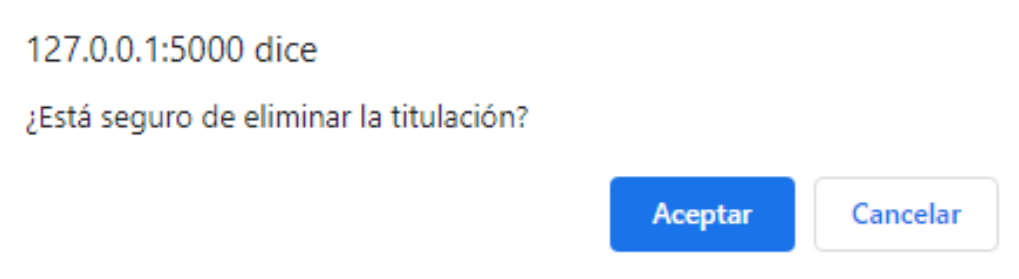 127.0.0.1:5000 dice
¿Está seguro de eliminar la titulación?
Aceptar Cancelar